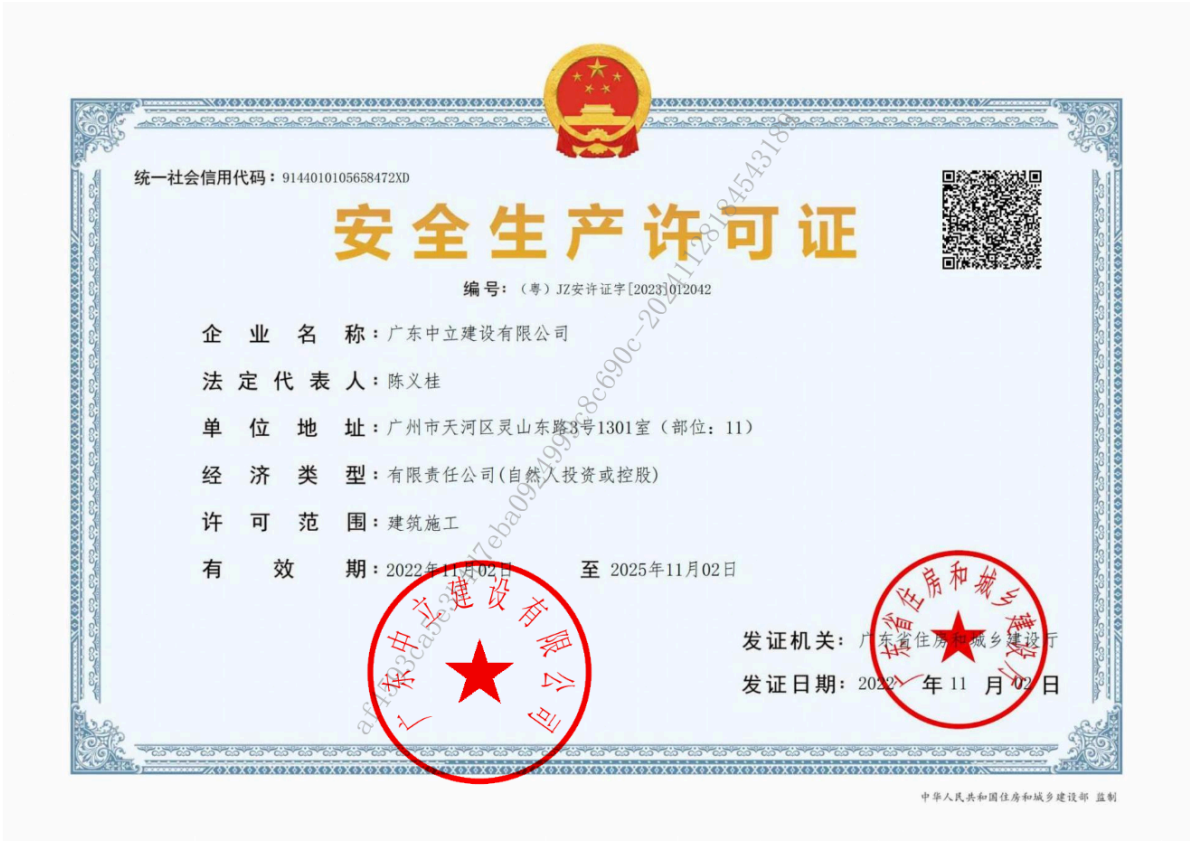 统一社会信用代码：9144010105658472XD
安全生产许可证
编号：（粤）JZ安许证字[2023]012042
企业名称：广东中立建设有限公司
法定代表人：陈义桂
单位地址：广州市天河区灵山东路3号1301室（部位：11）
经济类型：有限责任公司(自然人投资或控股)
许可范围：建筑施工
有效期：2022年11月02日 至 2025年11月02日
广东中立建设有限公司
广东省住房和城乡建设厅
发证机关：广东省住房和城乡建设厅
发证日期：2022年11月02日
中华人民共和国住房和城乡建设部 监制